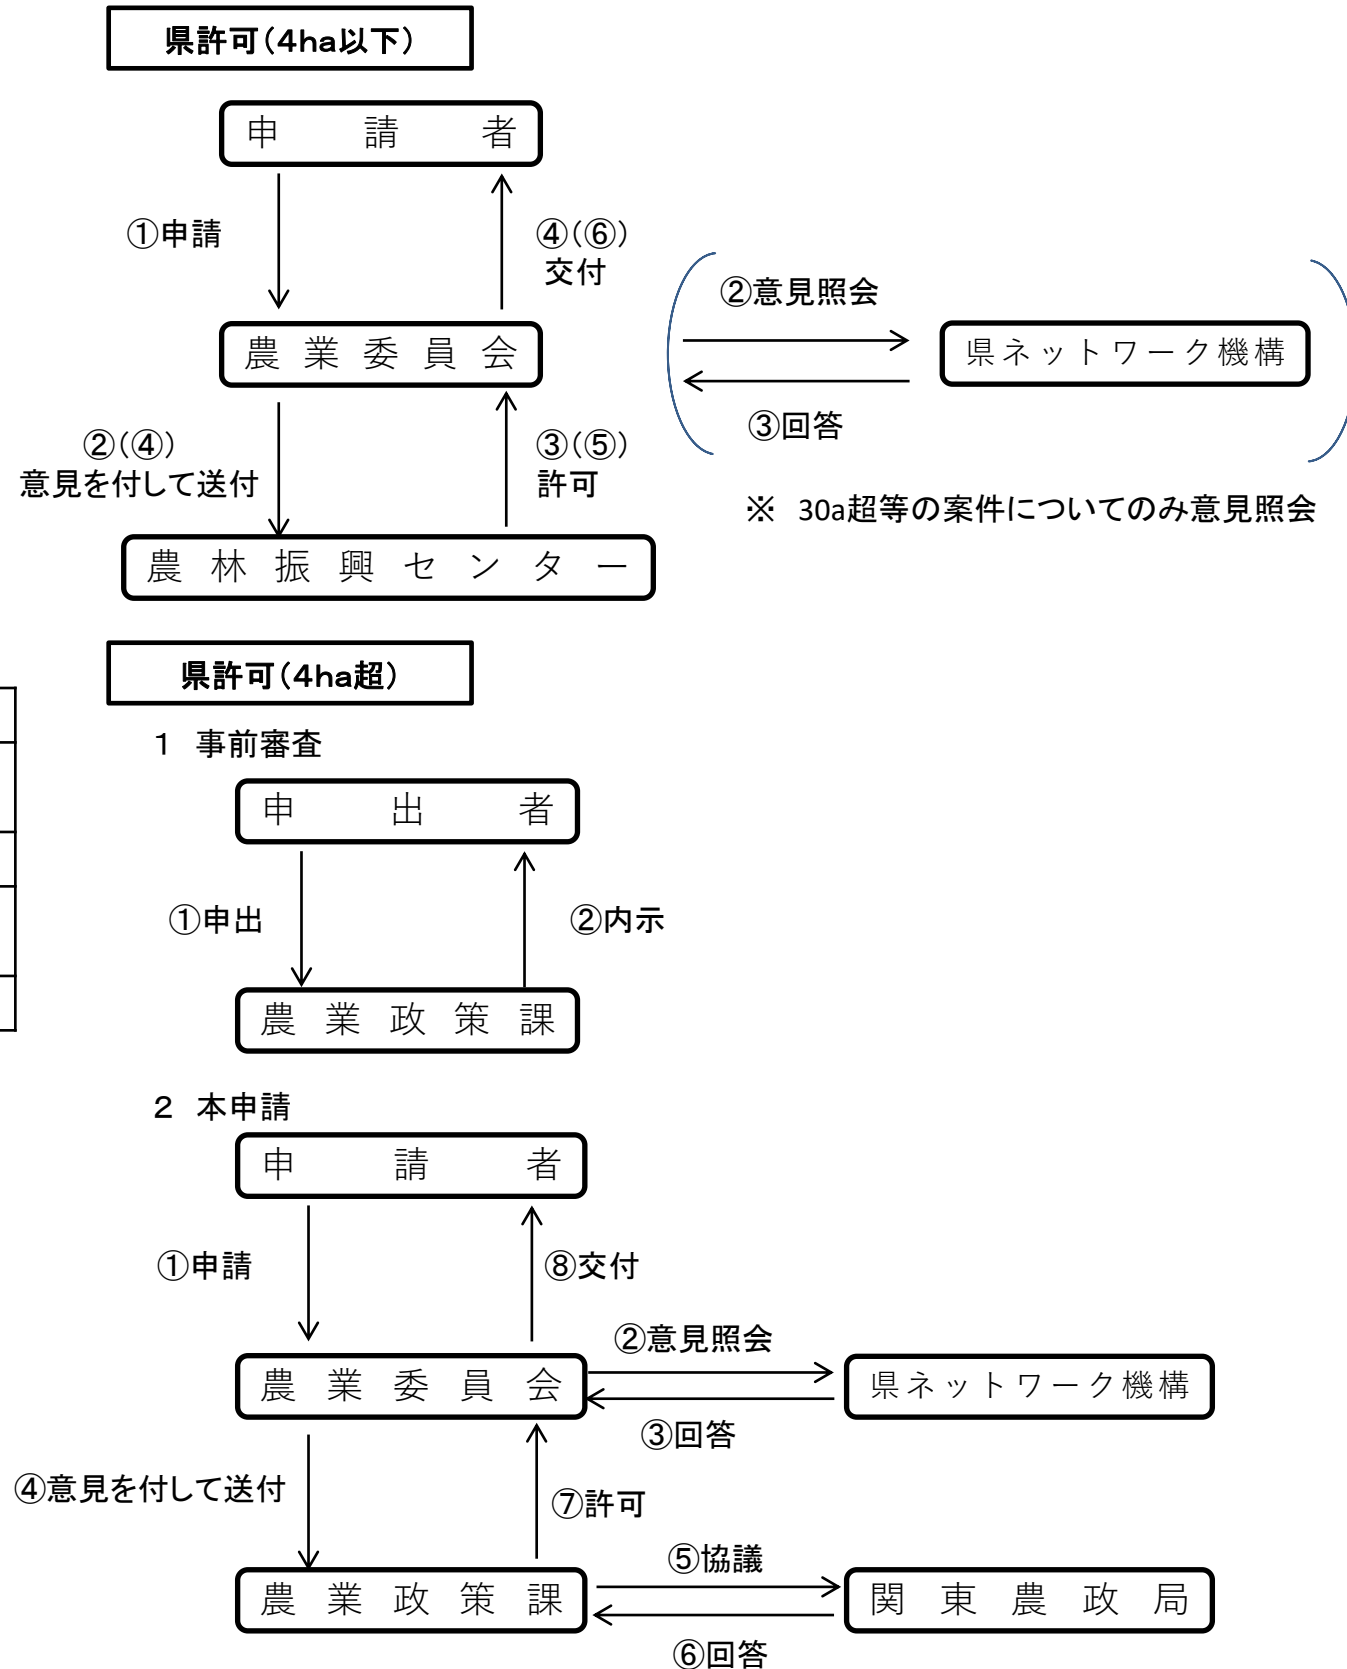 県許可（4ha以下）
申請者
①申請
④（⑥）
交付
②意見照会
農業委員会
県ネットワーク機構
③回答
②（④）
意見を付して送付
③（⑤）
許可
※ 30a超等の案件についてのみ意見照会
農林振興センター
県許可（4ha超）
1 事前審査
申出者
①申出
②内示
農業政策課
2 本申請
申請者
①申請
⑧交付
②意見照会
農業委員会
県ネットワーク機構
③回答
④意見を付して送付
⑦許可
⑤協議
農業政策課
関東農政局
⑥回答